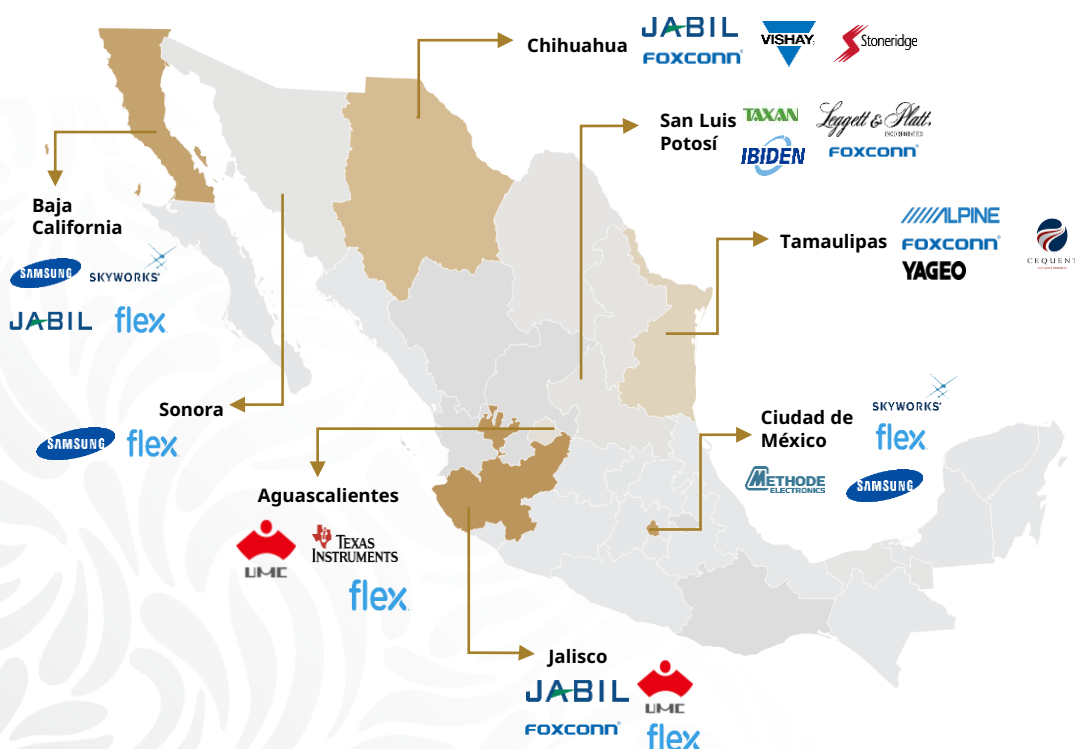 Chihuahua
JABIL
FOXCONN
VISHAY
Stoneridge
San Luis
Potosí
TAXAN
Leggett & Platt
INCORPORATED
IBIDEN
FOXCONN
Baja
California
SAMSUNG
SKYWORKS
JABIL
flex
Tamaulipas
ALPINE
FOXCONN
YAGEO
CEQUENT
Sonora
SAMSUNG
flex
Ciudad de
México
SKYWORKS
flex
METHODE
ELECTRONICS
SAMSUNG
Aguascalientes
UMC
TEXAS
INSTRUMENTS
flex
Jalisco
JABIL
UMC
FOXCONN
flex